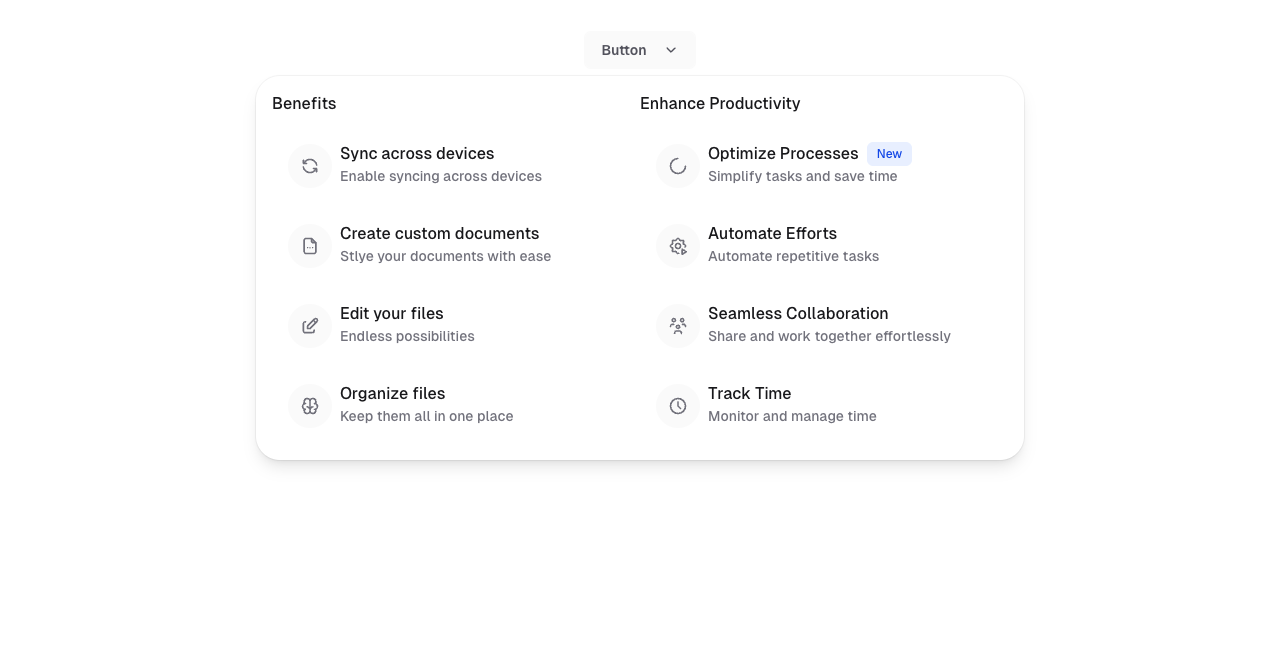 Button
Benefits
Sync across devices
Enable syncing across devices
Create custom documents
Stlye your documents with ease
Edit your files
Endless possibilities
Organize files
Keep them all in one place
Enhance Productivity
Optimize Processes New
Simplify tasks and save time
Automate Efforts
Automate repetitive tasks
Seamless Collaboration
Share and work together effortlessly
Track Time
Monitor and manage time